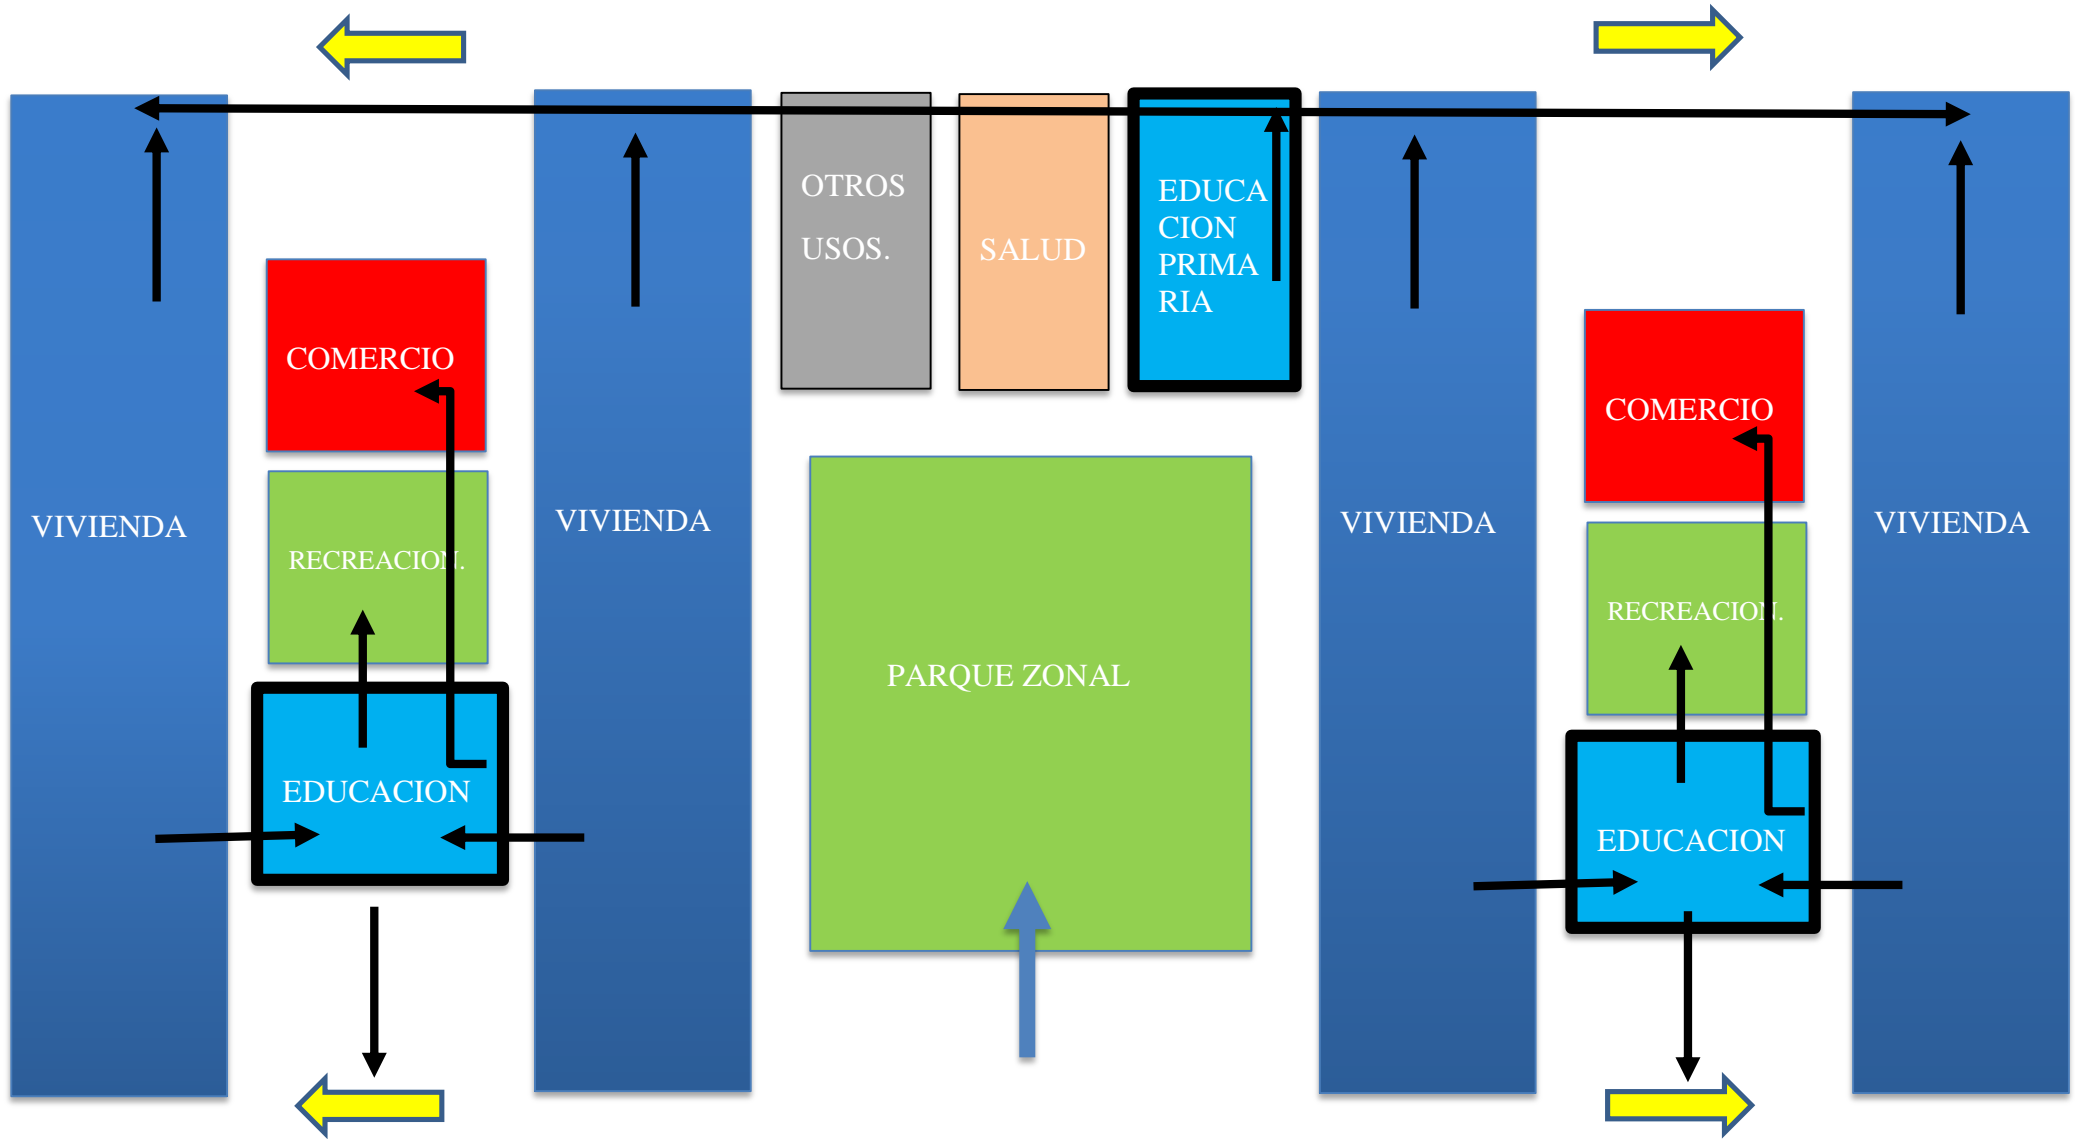 OTROS
USOS.
SALUD
EDUCA
CION
PRIMA
RIA
COMERCIO
COMERCIO
VIVIENDA
RECREACION.
VIVIENDA
PARQUE ZONAL
VIVIENDA
RECREACION.
VIVIENDA
EDUCACION
EDUCACION